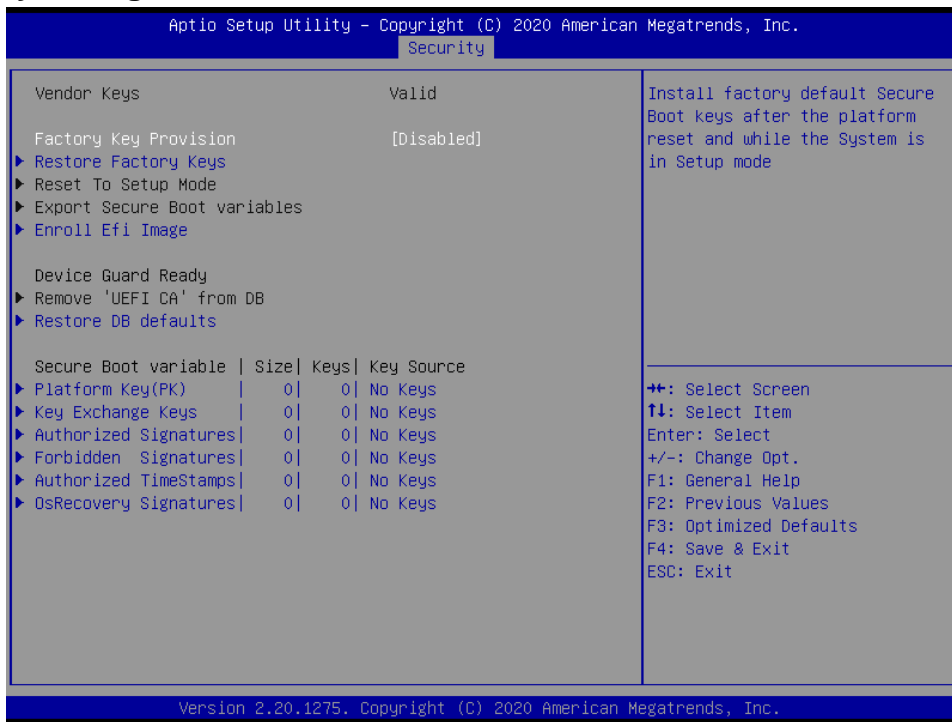 Aptio Setup Utility – Copyright (C) 2020 American Megatrends, Inc.
Security
Vendor Keys Valid
Factory Key Provision [Disabled]
Restore Factory Keys
Reset To Setup Mode
Export Secure Boot variables
Enroll Efi Image
Device Guard Ready
Remove 'UEFI CA' from DB
Restore DB defaults
Secure Boot variable | Size| Keys| Key Source
Platform Key(PK) | 0| 0| No Keys
Key Exchange Keys | 0| 0| No Keys
Authorized Signatures| 0| 0| No Keys
Forbidden Signatures| 0| 0| No Keys
Authorized TimeStamps| 0| 0| No Keys
OsRecovery Signatures| 0| 0| No Keys
Install factory default Secure
Boot keys after the platform
reset and while the System is
in Setup mode
→←: Select Screen
↑↓: Select Item
Enter: Select
+/-: Change Opt.
F1: General Help
F2: Previous Values
F3: Optimized Defaults
F4: Save & Exit
ESC: Exit
Version 2.20.1275. Copyright (C) 2020 American Megatrends, Inc.